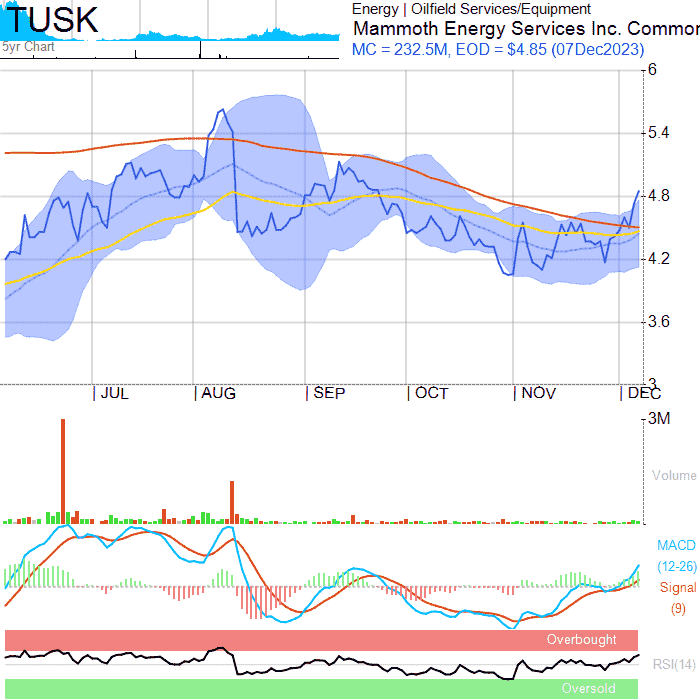 TUSK
5yr Chart
Energy | Oilfield Services/Equipment
Mammoth Energy Services Inc. Common
MC = 232.5M, EOD = $4.85 (07Dec2023)
6
5.4
4.8
4.2
3.6
3
JUL AUG SEP OCT NOV DEC
3M
Volume
MACD
(12-26)
Signal
(9)
Overbought
RSI(14)
Oversold